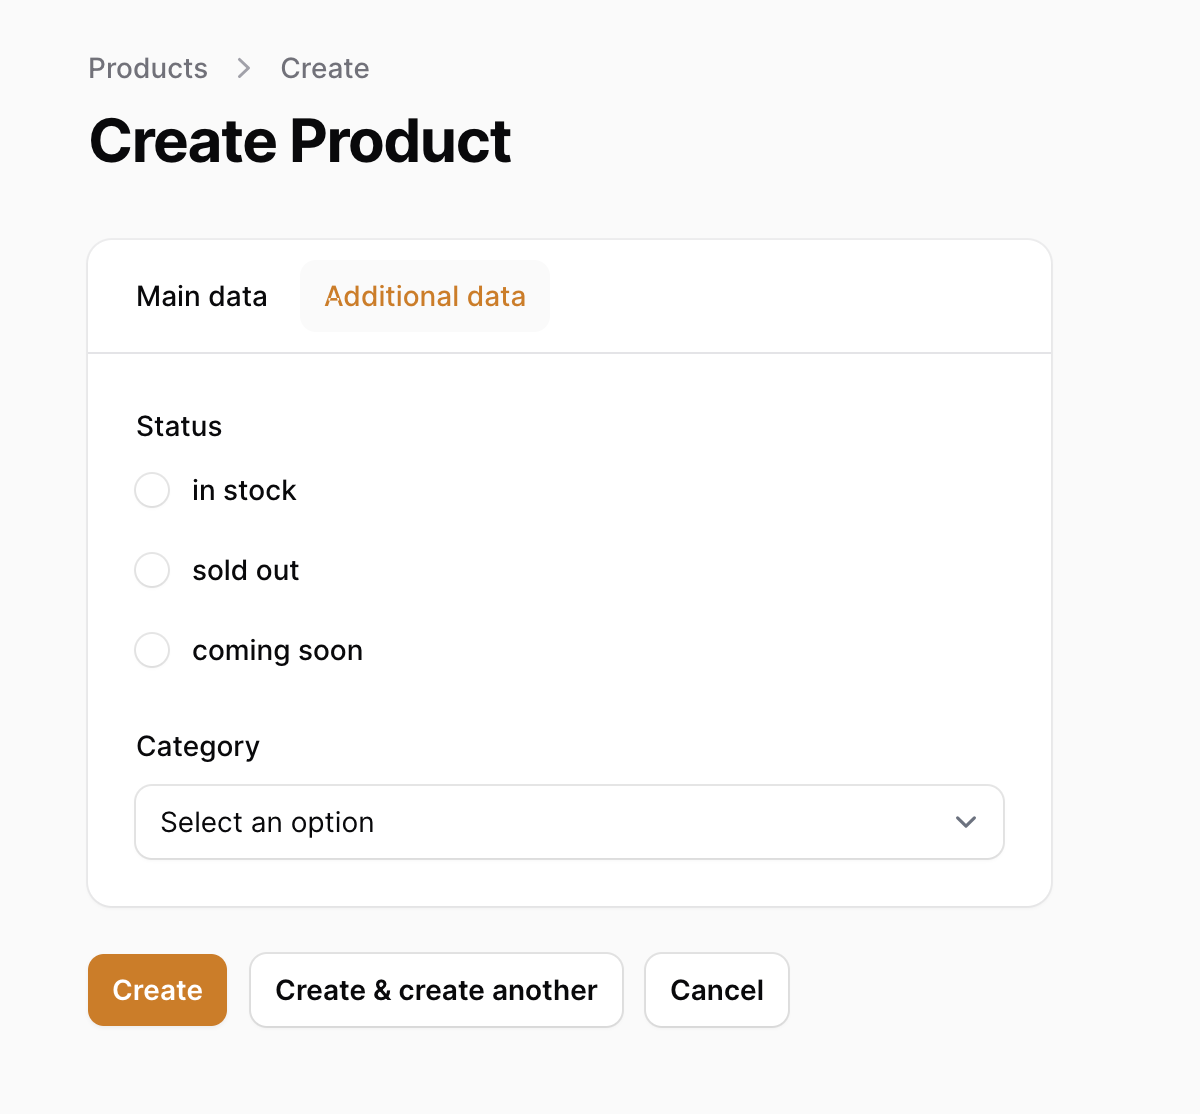 Products > Create
Create Product
Main data Additional data
Status
in stock
sold out
coming soon
Category
Select an option
Create Create & create another Cancel